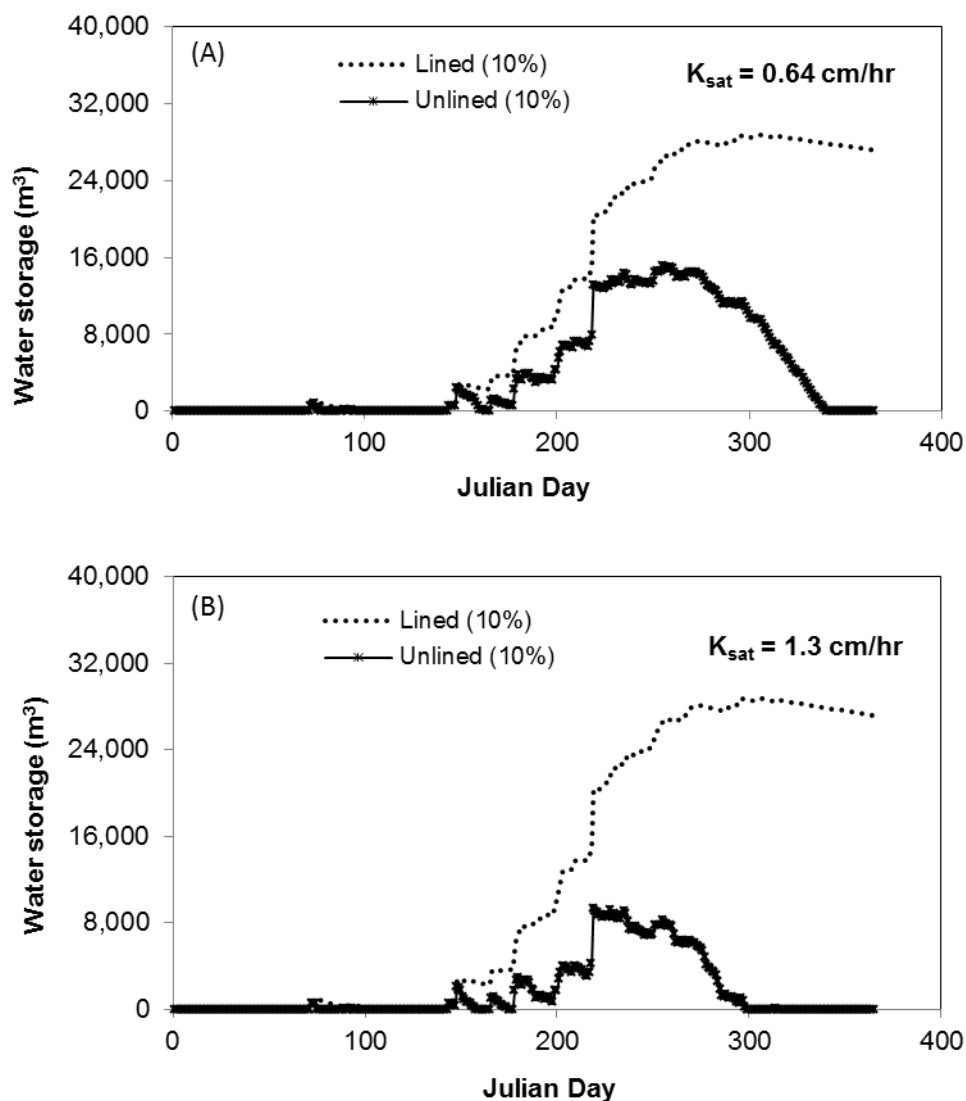 40,000
(A)
Lined (10%)
Unlined (10%)
K_sat = 0.64 cm/hr
32,000
24,000
16,000
8,000
0
Water storage (m³)
0 100 200 300 400
Julian Day
40,000
(B)
Lined (10%)
Unlined (10%)
K_sat = 1.3 cm/hr
32,000
24,000
16,000
8,000
0
Water storage (m³)
0 100 200 300 400
Julian Day